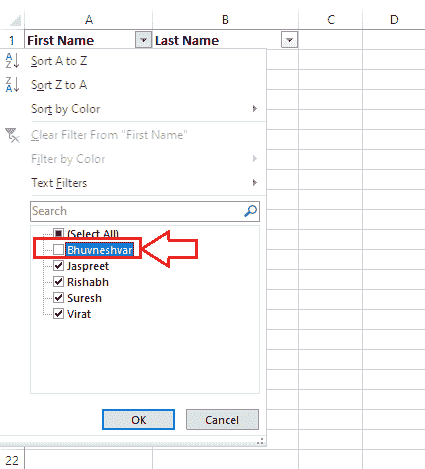 A B C D
1 First Name Last Name
Sort A to Z
Sort Z to A
Sort by Color
Clear Filter From "First Name"
Filter by Color
Text Filters
Search
(Select All)
Bhuvneshvar
Jaspreet
Rishabh
Suresh
Virat
OK Cancel
22